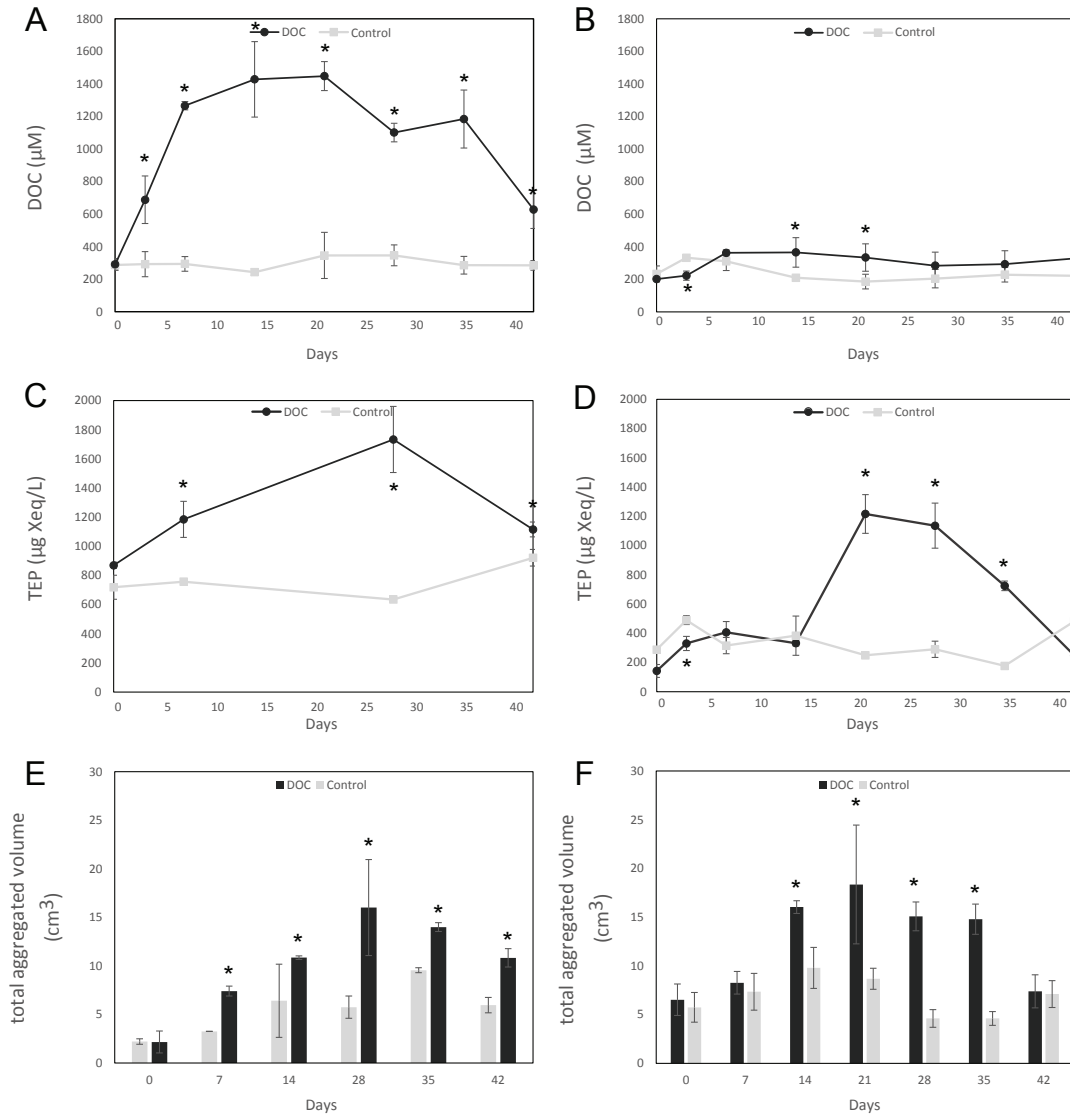 A
1800
1600
1400
1200
1000
800
600
400
200
0
DOC (µM)
DOC Control
* * * * * * * *
0 5 10 15 20 25 30 35 40
Days
B
1800
1600
1400
1200
1000
800
600
400
200
0
DOC (µM)
DOC Control
* * *
0 5 10 15 20 25 30 35 40
Days
C
2000
1800
1600
1400
1200
1000
800
600
400
200
0
TEP (µg Xeq/L)
DOC Control
* * *
0 5 10 15 20 25 30 35 40
Days
D
2000
1800
1600
1400
1200
1000
800
600
400
200
0
TEP (µg Xeq/L)
DOC Control
* * * *
0 5 10 15 20 25 30 35 40
Days
E
30
25
20
15
10
5
0
total aggregated volume
(cm³)
DOC Control
* * * * *
0 7 14 28 35 42
Days
F
30
25
20
15
10
5
0
total aggregated volume
(cm³)
DOC Control
* * * *
0 7 14 21 28 35 42
Days